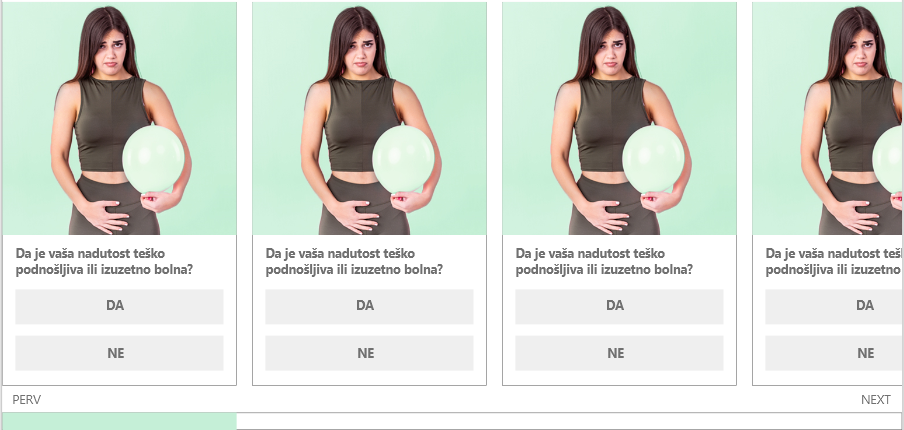 Da je vaša nadutost teško
podnošljiva ili izuzetno bolna?
DA
NE
Da je vaša nadutost teško
podnošljiva ili izuzetno bolna?
DA
NE
Da je vaša nadutost teško
podnošljiva ili izuzetno bolna?
DA
NE
Da je vaša nadutost teš
podnošljiva ili izuzetno
DA
NE
PERV
NEXT